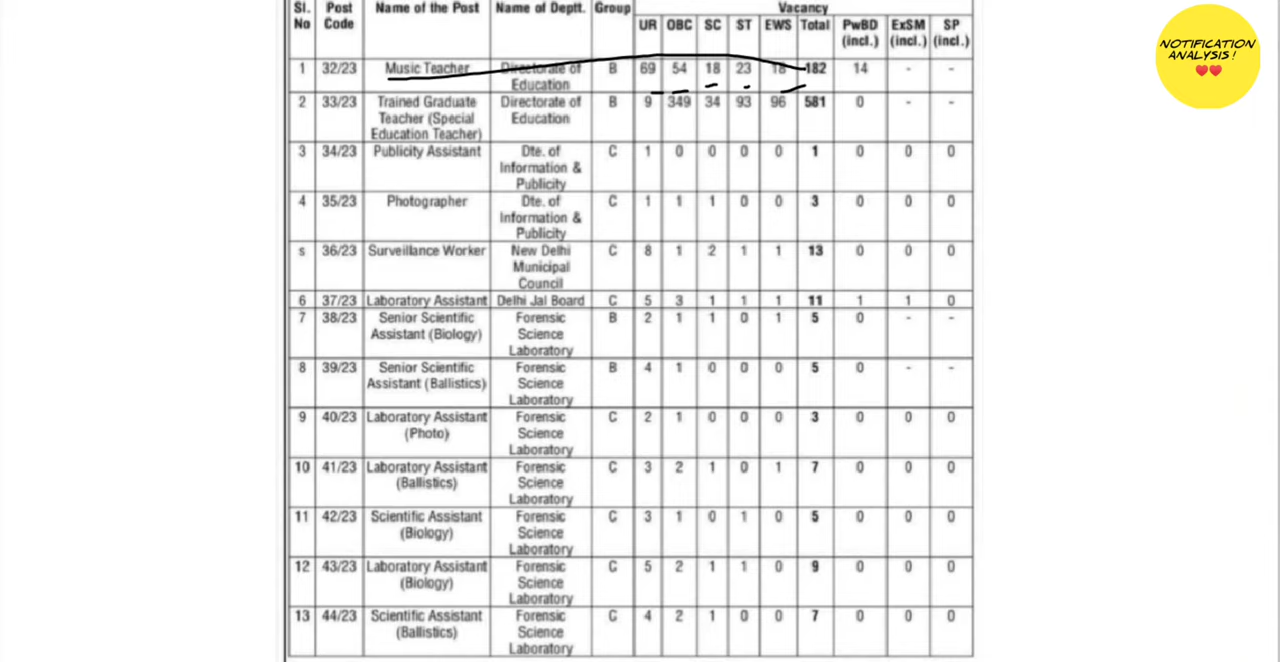 Sl. No Post Code Name of the Post Name of Deptt. Group Vacancy
UR OBC SC ST EWS Total PwBD (incl.) ExSM (incl.) SP (incl.)
1 32/23 Music Teacher Directorate of Education B 69 54 18 23 18 182 14 - -
2 33/23 Trained Graduate Teacher (Special Education Teacher) Directorate of Education B 9 349 34 93 96 581 0 - -
3 34/23 Publicity Assistant Dte. of Information & Publicity C 1 0 0 0 0 1 0 0 0
4 35/23 Photographer Dte. of Information & Publicity C 1 1 1 0 0 3 0 0 0
s 36/23 Surveillance Worker New Delhi Municipal Council C 8 1 2 1 1 13 0 0 0
6 37/23 Laboratory Assistant Delhi Jal Board C 5 3 1 1 1 11 1 1 0
7 38/23 Senior Scientific Assistant (Biology) Forensic Science Laboratory B 2 1 1 0 1 5 0 - -
8 39/23 Senior Scientific Assistant (Ballistics) Forensic Science Laboratory B 4 1 0 0 0 5 0 - -
9 40/23 Laboratory Assistant (Photo) Forensic Science Laboratory C 2 1 0 0 0 3 0 0 0
10 41/23 Laboratory Assistant (Ballistics) Forensic Science Laboratory C 3 2 1 0 1 7 0 0 0
11 42/23 Scientific Assistant (Biology) Forensic Science Laboratory C 3 1 0 1 0 5 0 0 0
12 43/23 Laboratory Assistant (Biology) Forensic Science Laboratory C 5 2 1 1 0 9 0 0 0
13 44/23 Scientific Assistant (Ballistics) Forensic Science Laboratory C 4 2 1 0 0 7 0 0 0
NOTIFICATION
ANALYSIS!